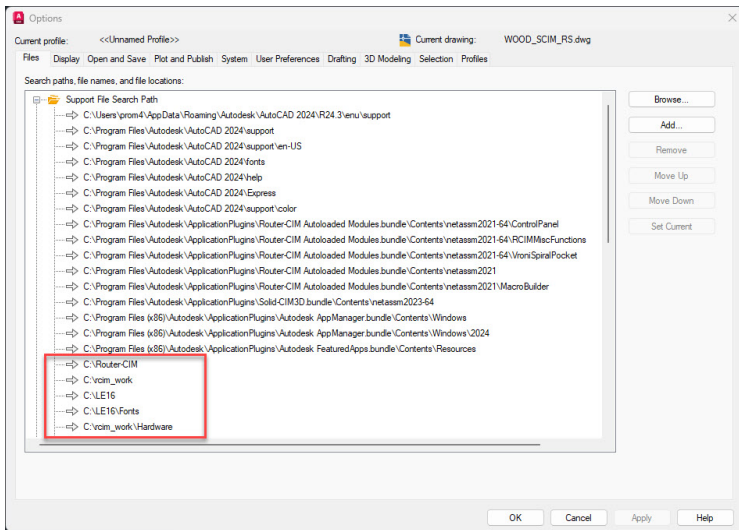 Options
Current profile: <<Unnamed Profile>> Current drawing: WOOD_SCIM_RS.dwg
Files Display Open and Save Plot and Publish System User Preferences Drafting 3D Modeling Selection Profiles
Search paths, file names, and file locations:
Support File Search Path
C:\Users\prom4\AppData\Roaming\Autodesk\AutoCAD 2024\R24.3\enu\support
C:\Program Files\Autodesk\AutoCAD 2024\support
C:\Program Files\Autodesk\AutoCAD 2024\support\en-US
C:\Program Files\Autodesk\AutoCAD 2024\fonts
C:\Program Files\Autodesk\AutoCAD 2024\help
C:\Program Files\Autodesk\AutoCAD 2024\Express
C:\Program Files\Autodesk\AutoCAD 2024\support\color
C:\Program Files\Autodesk\ApplicationPlugins\Router-CIM Autoloaded Modules.bundle\Contents\netassm2021-64\ControlPanel
C:\Program Files\Autodesk\ApplicationPlugins\Router-CIM Autoloaded Modules.bundle\Contents\netassm2021-64\RCIMMiscFunctions
C:\Program Files\Autodesk\ApplicationPlugins\Router-CIM Autoloaded Modules.bundle\Contents\netassm2021-64\VroniSpiralPocket
C:\Program Files\Autodesk\ApplicationPlugins\Router-CIM Autoloaded Modules.bundle\Contents\netassm2021
C:\Program Files\Autodesk\ApplicationPlugins\Router-CIM Autoloaded Modules.bundle\Contents\netassm2021\MacroBuilder
C:\Program Files\Autodesk\ApplicationPlugins\Solid-CIM3D.bundle\Contents\netassm2023-64
C:\Program Files (x86)\Autodesk\ApplicationPlugins\Autodesk AppManager.bundle\Contents\Windows
C:\Program Files (x86)\Autodesk\ApplicationPlugins\Autodesk AppManager.bundle\Contents\Windows\2024
C:\Program Files (x86)\Autodesk\ApplicationPlugins\Autodesk FeaturedApps.bundle\Contents\Resources
C:\Router-CIM
C:\rcim_work
C:\LE16
C:\LE16\Fonts
C:\rcim_work\Hardware
Browse...
Add...
Remove
Move Up
Move Down
Set Current
OK Cancel Apply Help